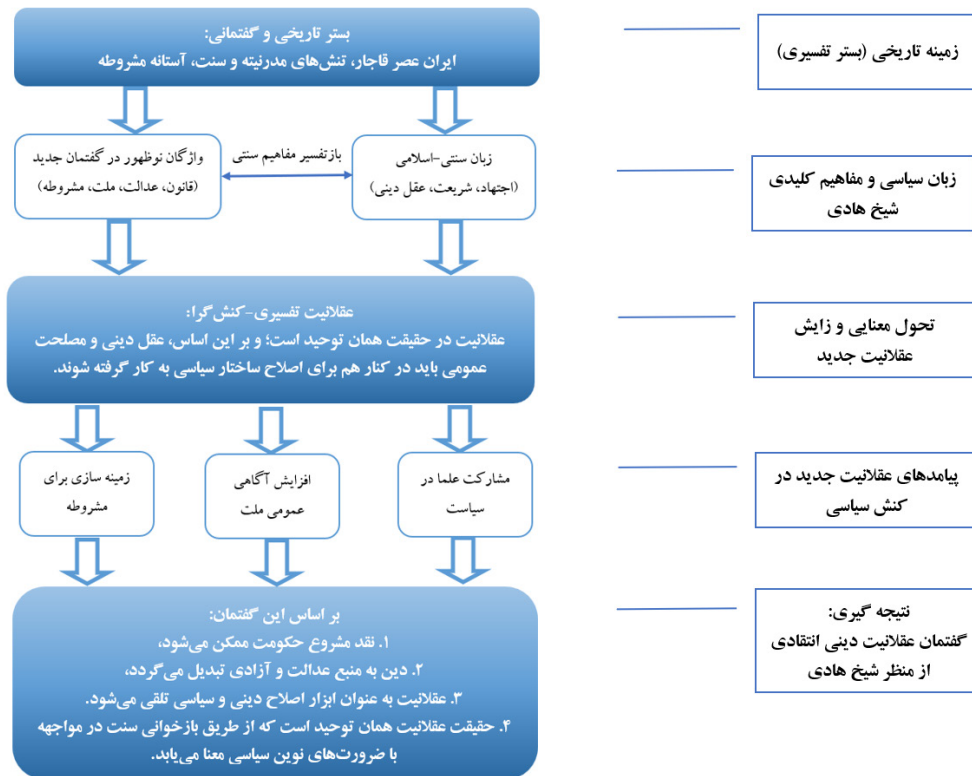 بستر تاریخی و گفتمانی:
ایران عصر قاجار، تنش‌های مدرنیته و سنت، آستانه مشروطه
زمینه تاریخی (بستر تفسیری)
زبان سنتی-اسلامی
(اجتهاد، شریعت، عقل دینی)
بازتفسیر مفاهیم سنتی
واژگان نوظهور در گفتمان جدید
(قانون، عدالت، ملت، مشروطه)
زبان سیاسی و مفاهیم کلیدی
شیخ هادی
عقلانیت تفسیری-کنش‌گرا:
عقلانیت در حقیقت همان توحید است؛ و بر این اساس، عقل دینی و مصلحت
عمومی باید در کنار هم برای اصلاح ساختار سیاسی به کار گرفته شوند.
تحول معنایی و زایش
عقلانیت جدید
مشارکت علما در
سیاست
افزایش آگاهی
عمومی ملت
زمینه سازی برای
مشروطه
پیامدهای عقلانیت جدید در
کنش سیاسی
بر اساس این گفتمان:
۱. نقد مشروع حکومت ممکن می‌شود،
۲. دین به منبع عدالت و آزادی تبدیل می‌گردد،
۳. عقلانیت به عنوان ابزار اصلاح دینی و سیاسی تلقی می‌شود.
۴. حقیقت عقلانیت همان توحید است که از طریق بازخوانی سنت در مواجهه
با ضرورت‌های نوین سیاسی معنا می‌یابد.
نتیجه گیری:
گفتمان عقلانیت دینی انتقادی
از منظر شیخ هادی